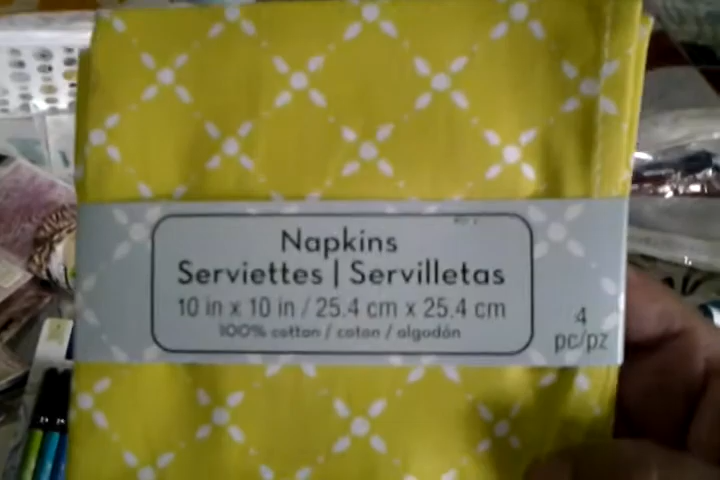 Napkins
Serviettes | Servilletas
10 in x 10 in / 25.4 cm x 25.4 cm
100% cotton / coton / algodón
4
pc/pz